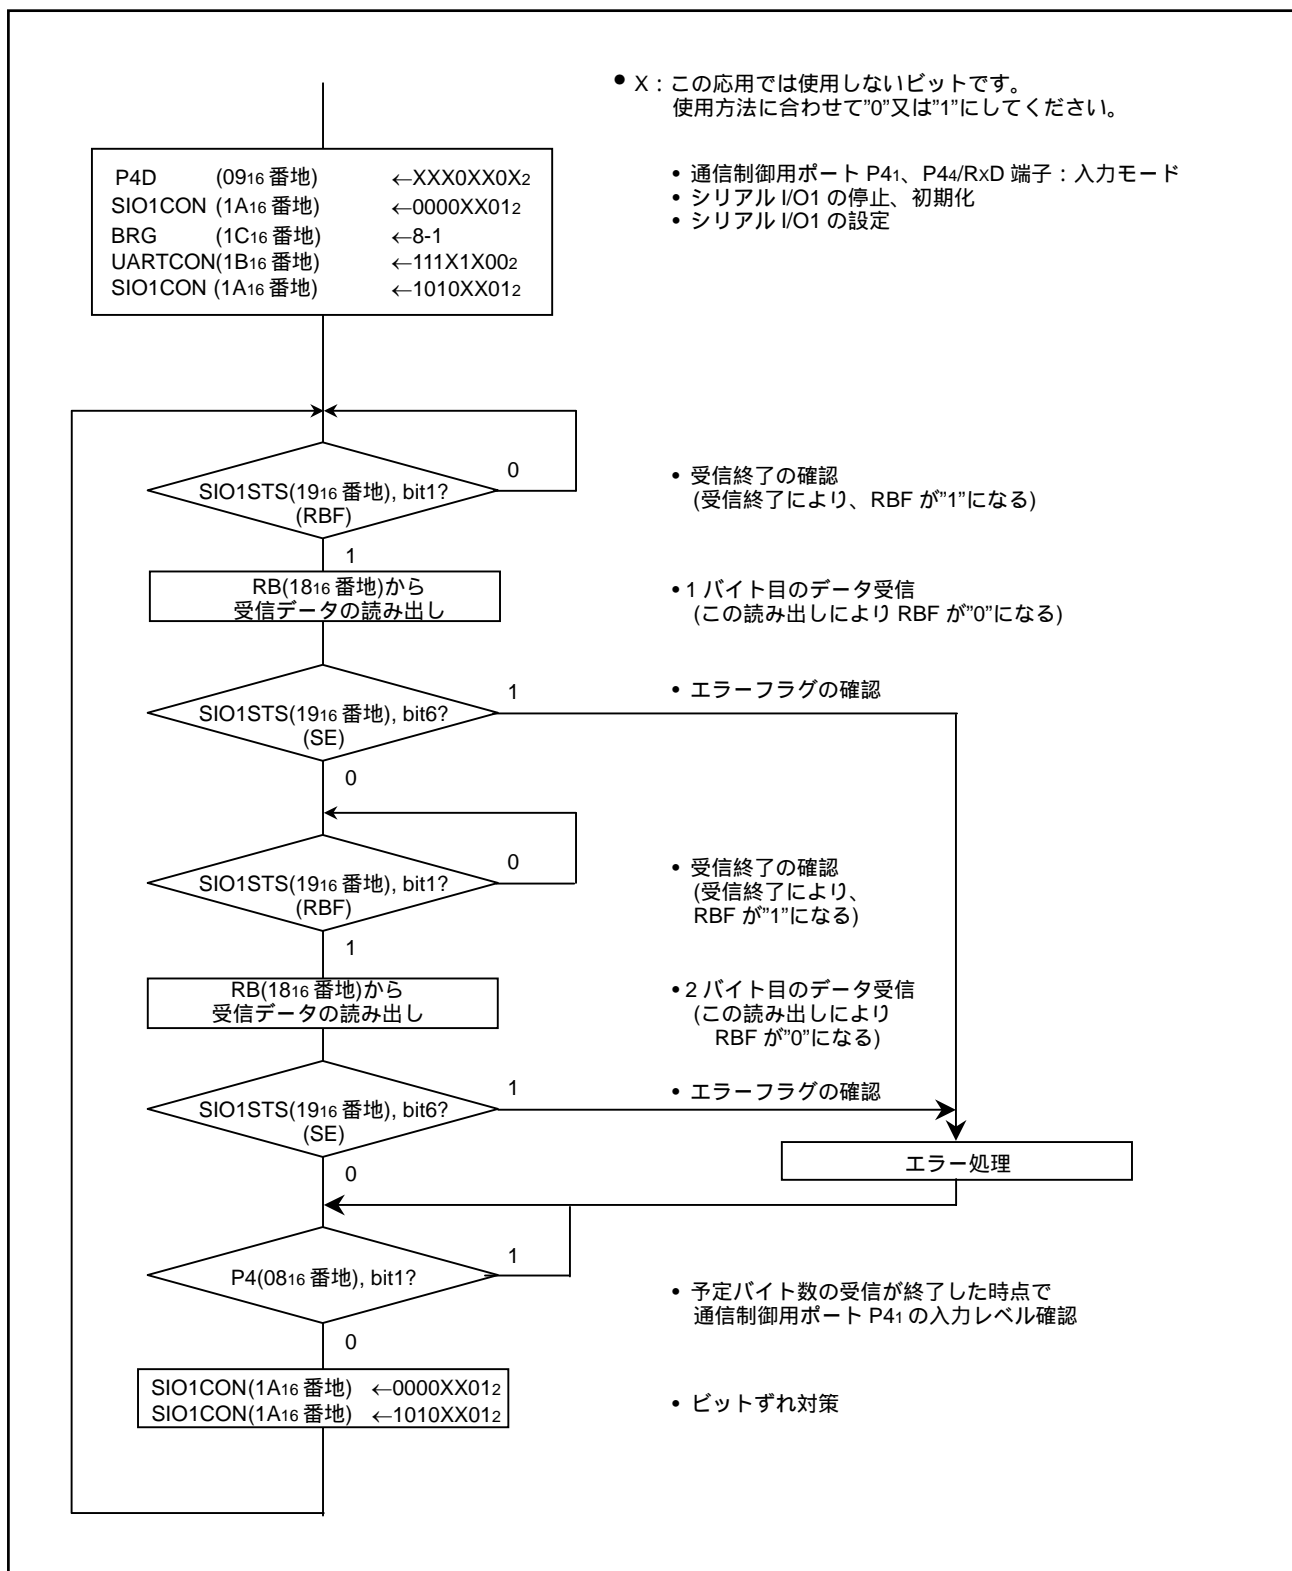 ● X：この応用では使用しないビットです。
使用方法に合わせて"0"又は"1"にしてください。
P4D (0916 番地) ←XXX0XX0X2
SIO1CON (1A16 番地) ←0000XX012
BRG (1C16 番地) ←8-1
UARTCON(1B16 番地) ←111X1X002
SIO1CON (1A16 番地) ←1010XX012
• 通信制御用ポート P41、P44/RxD 端子：入力モード
• シリアル I/O1 の停止、初期化
• シリアル I/O1 の設定
SIO1STS(1916 番地), bit1?
(RBF)
0
1
• 受信終了の確認
(受信終了により、RBF が"1"になる)
RB(1816 番地)から
受信データの読み出し
• 1 バイト目のデータ受信
(この読み出しにより RBF が"0"になる)
SIO1STS(1916 番地), bit6?
(SE)
1
0
• エラーフラグの確認
SIO1STS(1916 番地), bit1?
(RBF)
0
1
• 受信終了の確認
(受信終了により、
RBF が"1"になる)
RB(1816 番地)から
受信データの読み出し
• 2 バイト目のデータ受信
(この読み出しにより
RBF が"0"になる)
SIO1STS(1916 番地), bit6?
(SE)
1
0
• エラーフラグの確認
エラー処理
P4(0816 番地), bit1?
1
0
• 予定バイト数の受信が終了した時点で
通信制御用ポート P41 の入力レベル確認
SIO1CON(1A16 番地) ←0000XX012
SIO1CON(1A16 番地) ←1010XX012
• ビットずれ対策